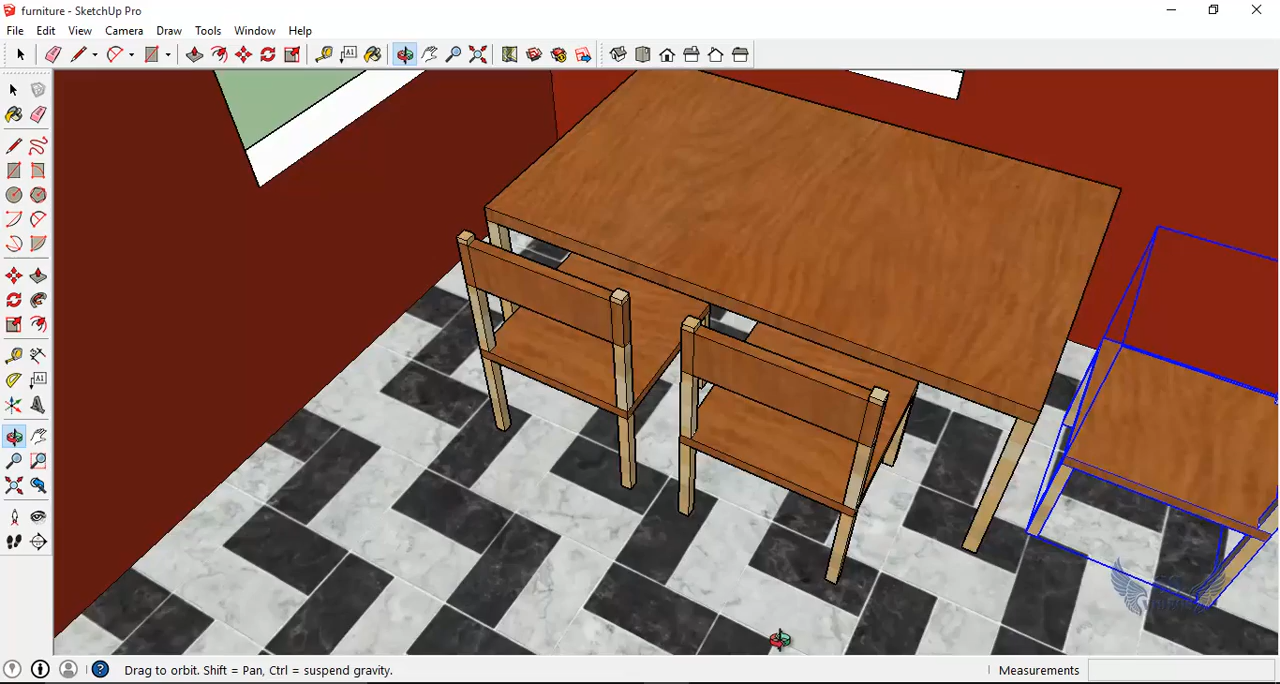 furniture - SketchUp Pro
File Edit View Camera Draw Tools Window Help
Drag to orbit. Shift = Pan, Ctrl = suspend gravity.
Measurements